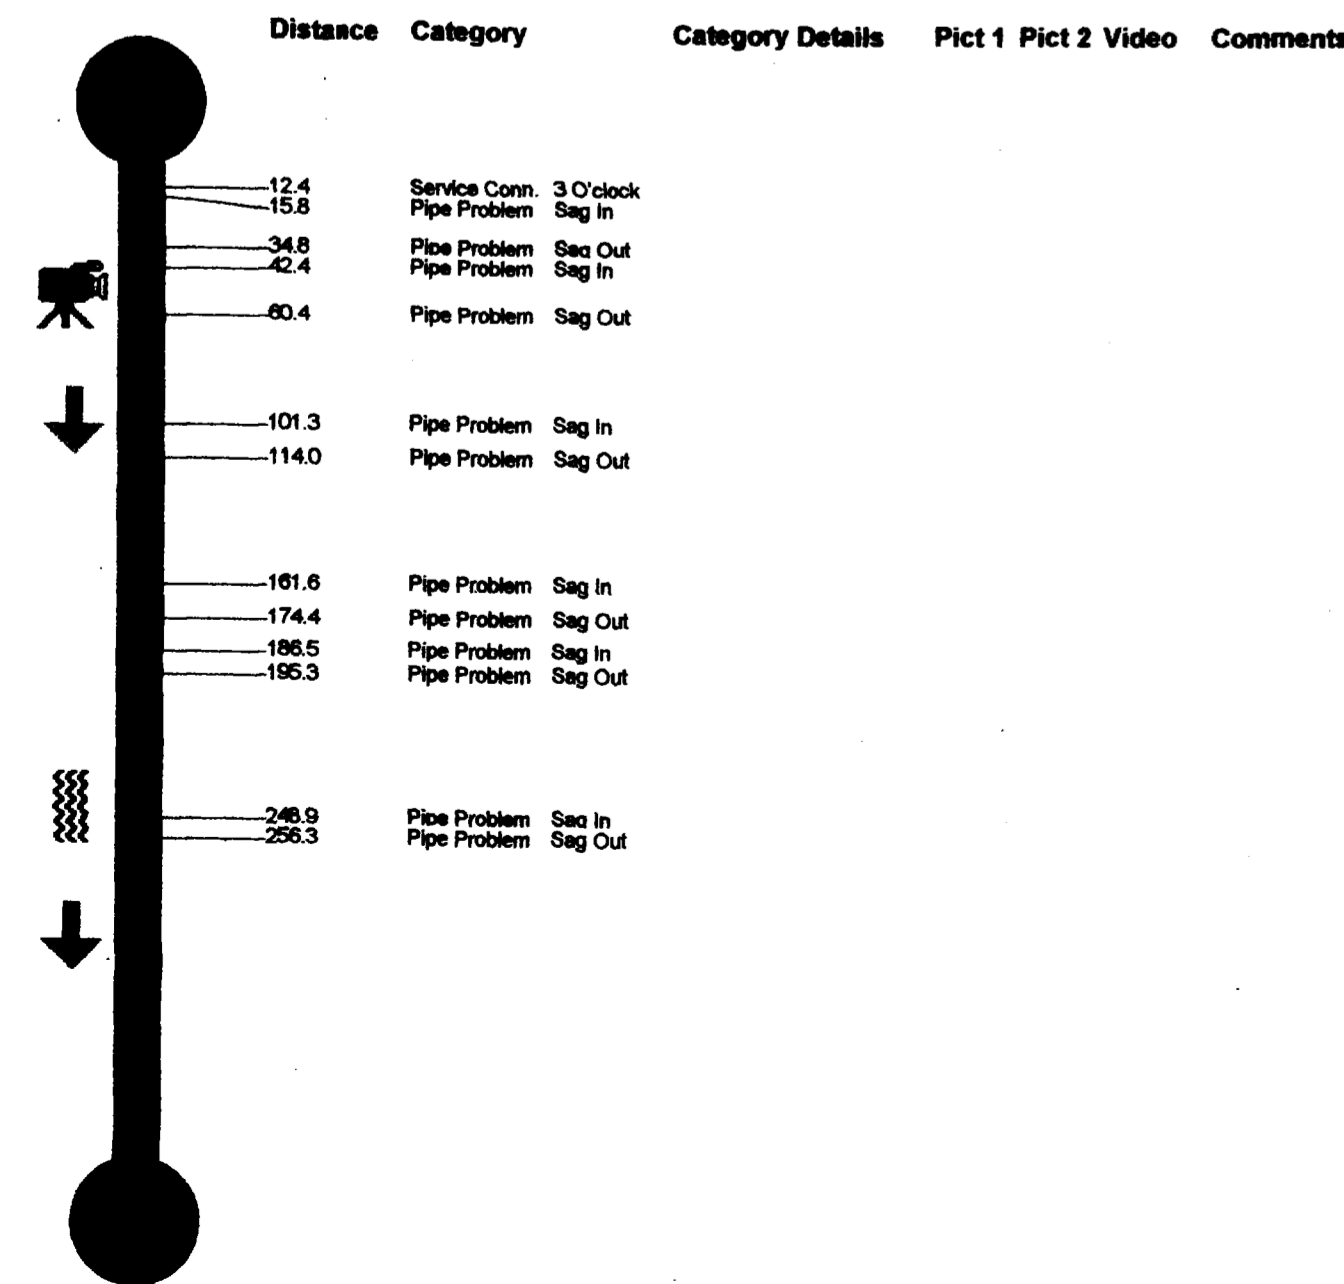 Distance Category Category Details Pict 1 Pict 2 Video Comments
12.4 Service Conn. 3 O'clock
15.8 Pipe Problem Sag In
34.8 Pipe Problem Sag Out
42.4 Pipe Problem Sag In
60.4 Pipe Problem Sag Out
101.3 Pipe Problem Sag In
114.0 Pipe Problem Sag Out
161.6 Pipe Problem Sag In
174.4 Pipe Problem Sag Out
186.5 Pipe Problem Sag In
195.3 Pipe Problem Sag Out
248.9 Pipe Problem Sag In
256.3 Pipe Problem Sag Out